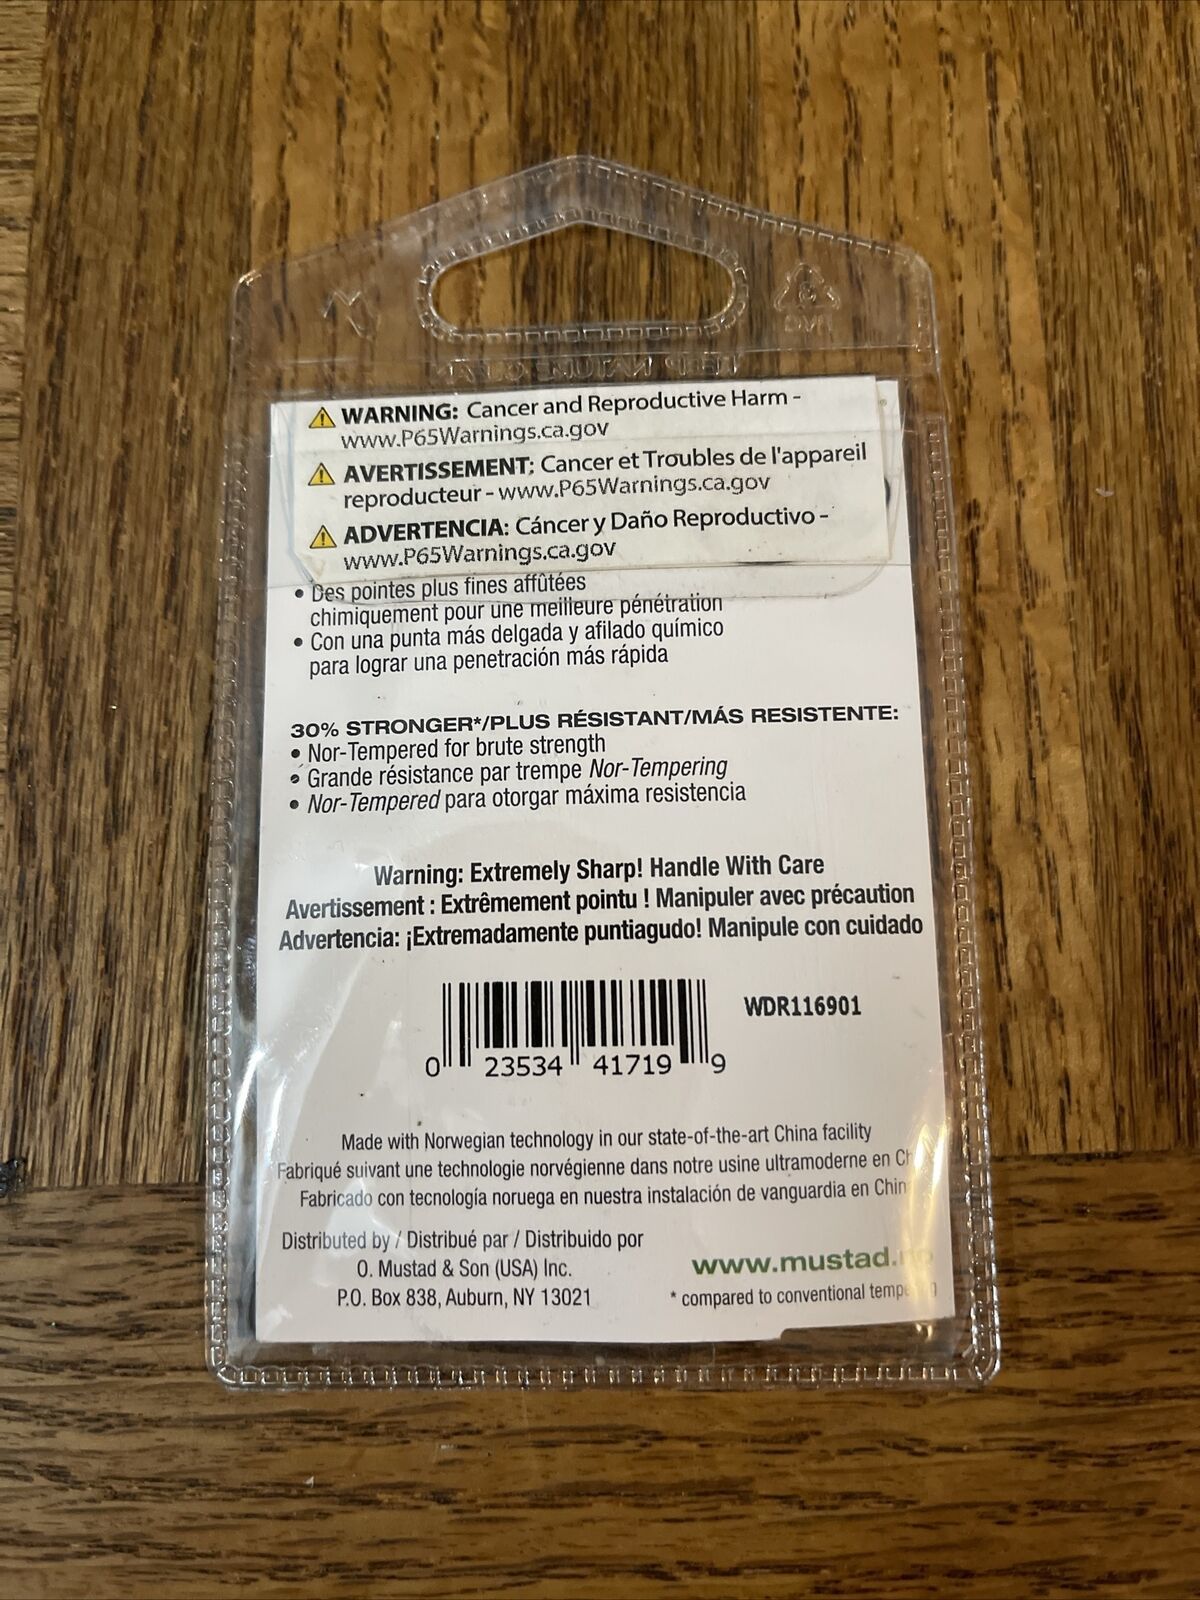 WARNING: Cancer and Reproductive Harm -
www.P65Warnings.ca.gov
AVERTISSEMENT: Cancer et Troubles de l'appareil
reproducteur - www.P65Warnings.ca.gov
ADVERTENCIA: Cáncer y Daño Reproductivo -
www.P65Warnings.ca.gov
• Des pointes plus fines affûtées
chimiquement pour une meilleure pénétration
• Con una punta más delgada y afilado químico
para lograr una penetración más rápida
30% STRONGER*/PLUS RÉSISTANT/MÁS RESISTENTE:
• Nor-Tempered for brute strength
• Grande résistance par trempe Nor-Tempering
• Nor-Tempered para otorgar máxima resistencia
Warning: Extremely Sharp! Handle With Care
Avertissement : Extrêmement pointu ! Manipuler avec précaution
Advertencia: ¡Extremadamente puntiagudo! Manipule con cuidado
WDR116901
0 23534 41719 9
Made with Norwegian technology in our state-of-the-art China facility
Fabriqué suivant une technologie norvégienne dans notre usine ultramoderne en
Fabricado con tecnología noruega en nuestra instalación de vanguardia en Chin
Distributed by / Distribué par / Distribuido por
O. Mustad & Son (USA) Inc.
P.O. Box 838, Auburn, NY 13021
www.mustad.no
* compared to conventional